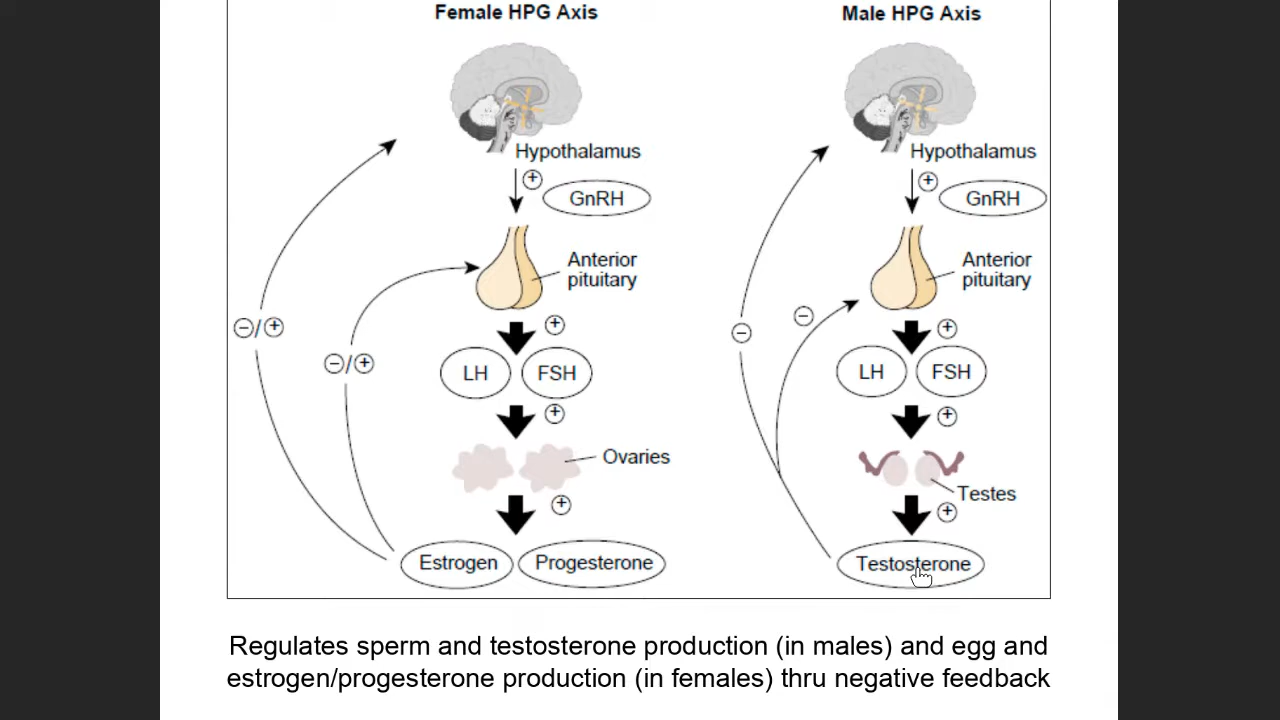 Female HPG Axis
Hypothalamus
+
GnRH
Anterior
pituitary
−/+
−/+
+
LH
FSH
+
Ovaries
+
Estrogen
Progesterone
Male HPG Axis
Hypothalamus
+
GnRH
Anterior
pituitary
−
−
+
LH
FSH
+
Testes
+
Testosterone
Regulates sperm and testosterone production (in males) and egg and
estrogen/progesterone production (in females) thru negative feedback